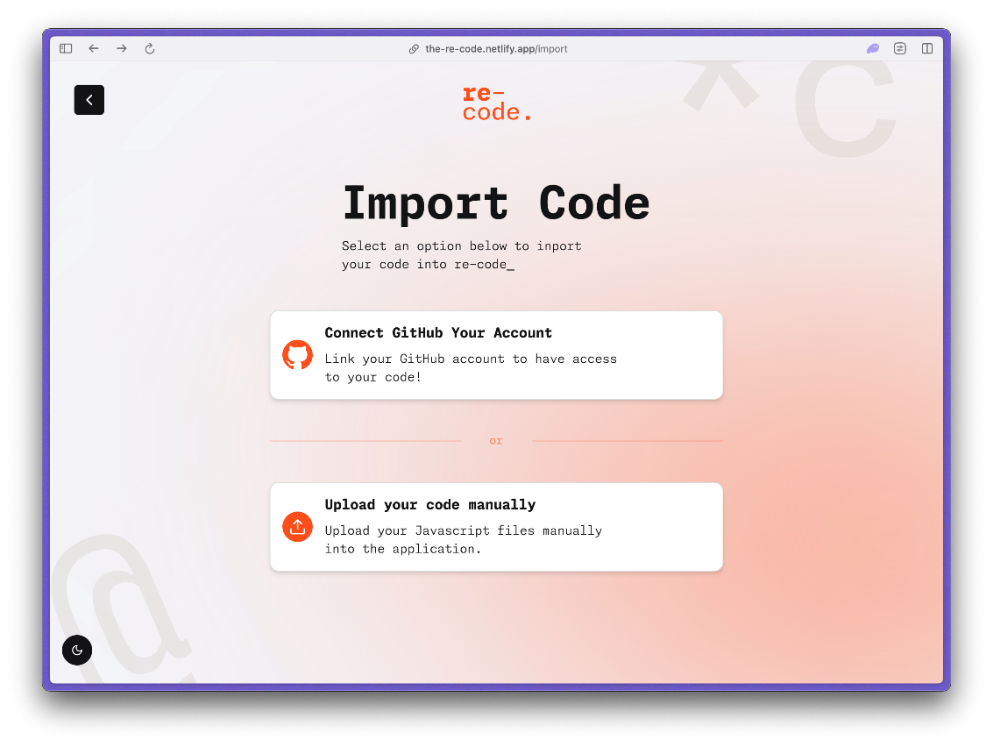 the-re-code.netlify.app/import
* C
re-
code.
Import Code
Select an option below to inport
your code into re-code_
Connect GitHub Your Account
Link your GitHub account to have access
to your code!
or
Upload your code manually
Upload your Javascript files manually
into the application.
@